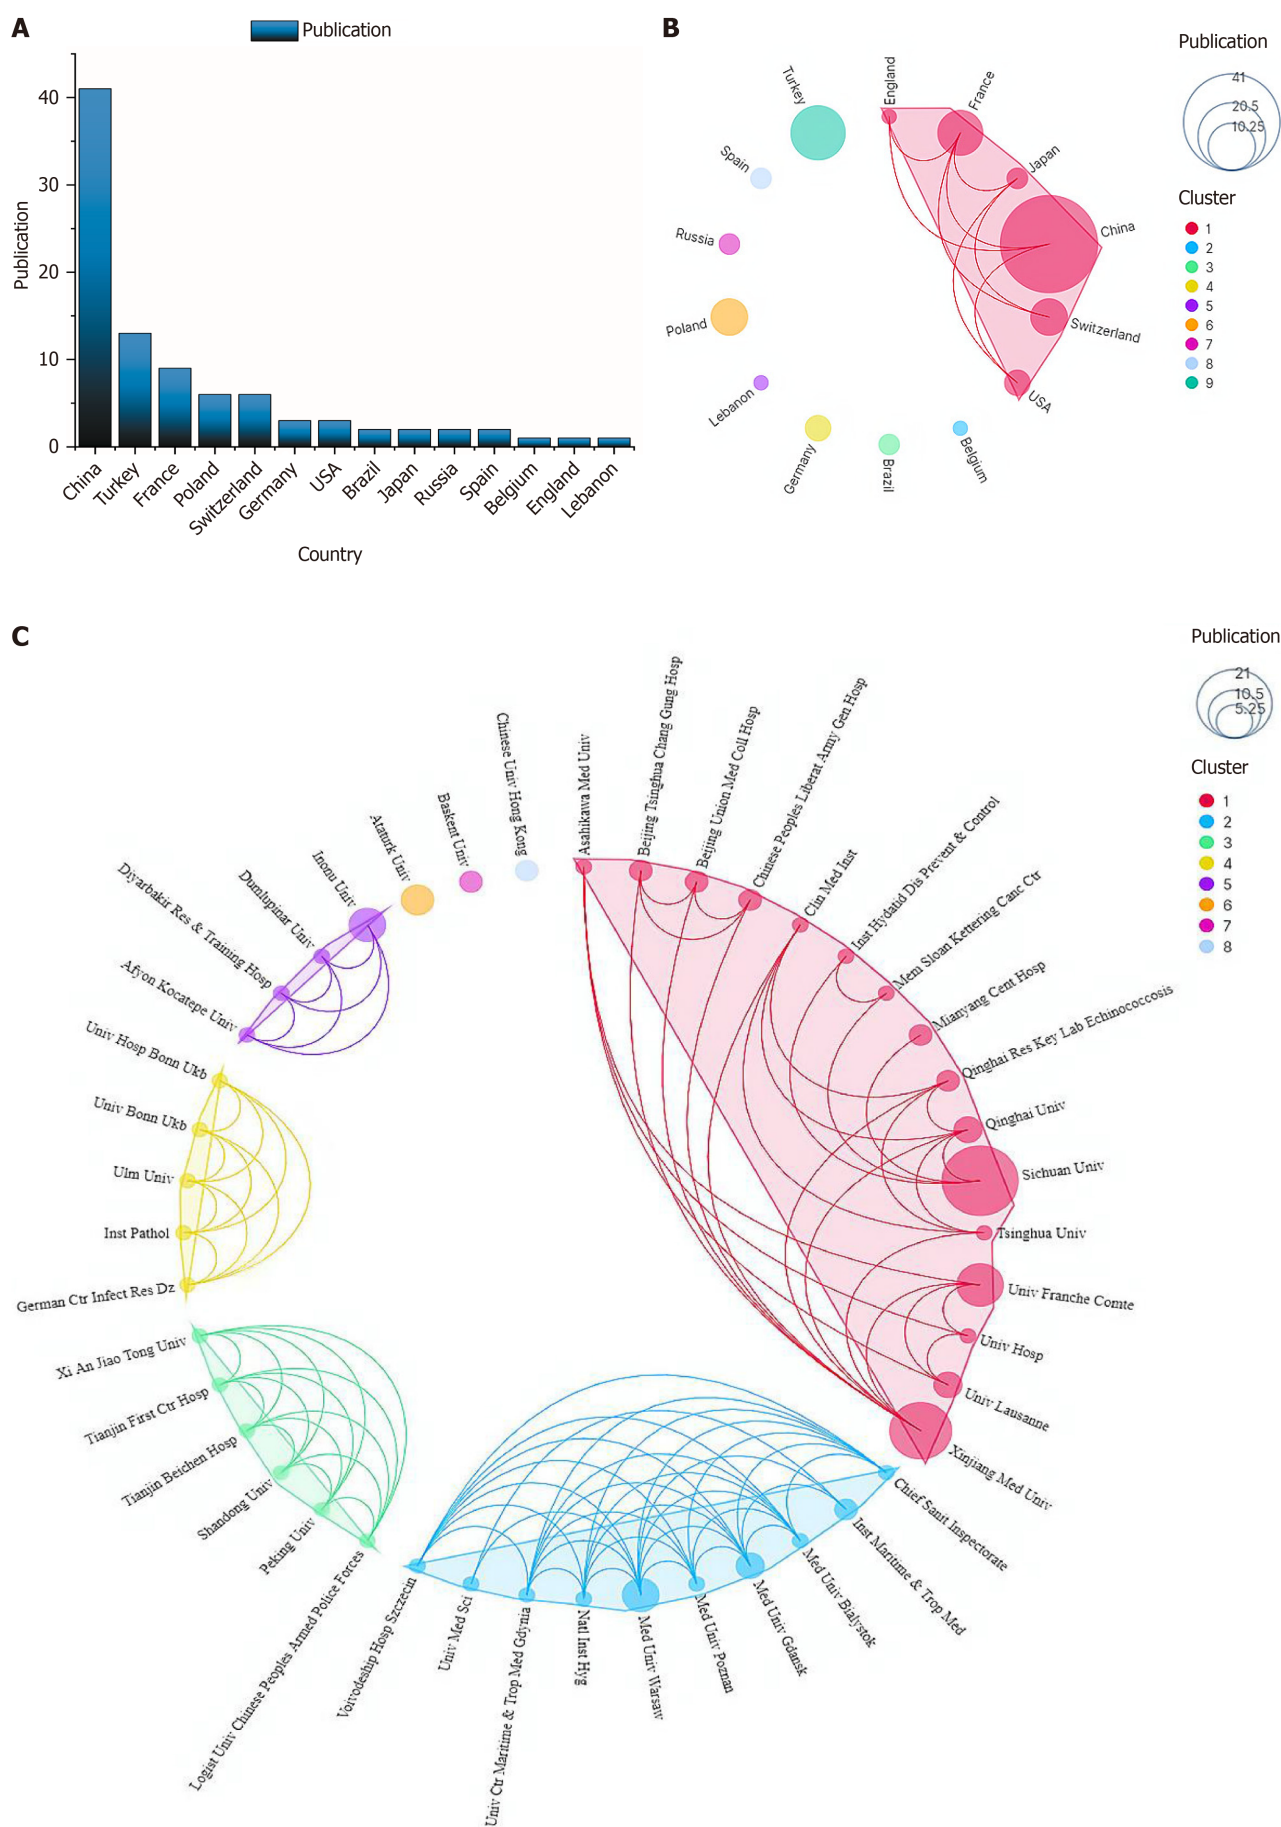 A
Publication
Publication
40
30
20
10
0
China
Turkey
France
Poland
Switzerland
Germany
USA
Brazil
Japan
Russia
Spain
Belgium
England
Lebanon
Country
B
England
France
Japan
China
Switzerland
USA
Belgium
Brazil
Germany
Lebanon
Poland
Russia
Spain
Turkey
Publication
41
20.5
10.25
Cluster
1
2
3
4
5
6
7
8
9
C
Asahikawa Med Univ
Beijing Tsinghua Chang Gung Hosp
Beijing Union Med Coll Hosp
Chinese Peoples Liberat Army Gen Hosp
Clin Med Inst
Inst Hydatid Dis Prevent & Control
Mem Sloan Kettering Canc Ctr
Mianyang Cent Hosp
Qinghai Res Key Lab Echinococcosis
Qinghai Univ
Sichuan Univ
Tsinghua Univ
Univ Franche Comte
Univ Hosp
Univ Lausanne
Xinjiang Med Univ
Chief Sanit Inspectorate
Inst Maritime & Trop Med
Med Univ Bialystok
Med Univ Gdansk
Med Univ Poznan
Med Univ Warsaw
Natl Inst Hyg
Univ Ctr Maritime & Trop Med Gdynia
Univ Med Sci
Voivodeship Hosp Szczecin
Logist Univ Chinese Peoples Armed Police Forces
Peking Univ
Shandong Univ
Tianjin Beichen Hosp
Tianjin First Ctr Hosp
Xi An Jiao Tong Univ
German Ctr Infect Res Dz
Inst Pathol
Ulm Univ
Univ Bonn Ukb
Univ Hosp Bonn Ukb
Afyon Kocatepe Univ
Diyarbakir Res & Training Hosp
Dumlupinar Univ
Inonu Univ
Ataturk Univ
Baskent Univ
Chinese Univ Hong Kong
Publication
21
10.5
5.25
Cluster
1
2
3
4
5
6
7
8